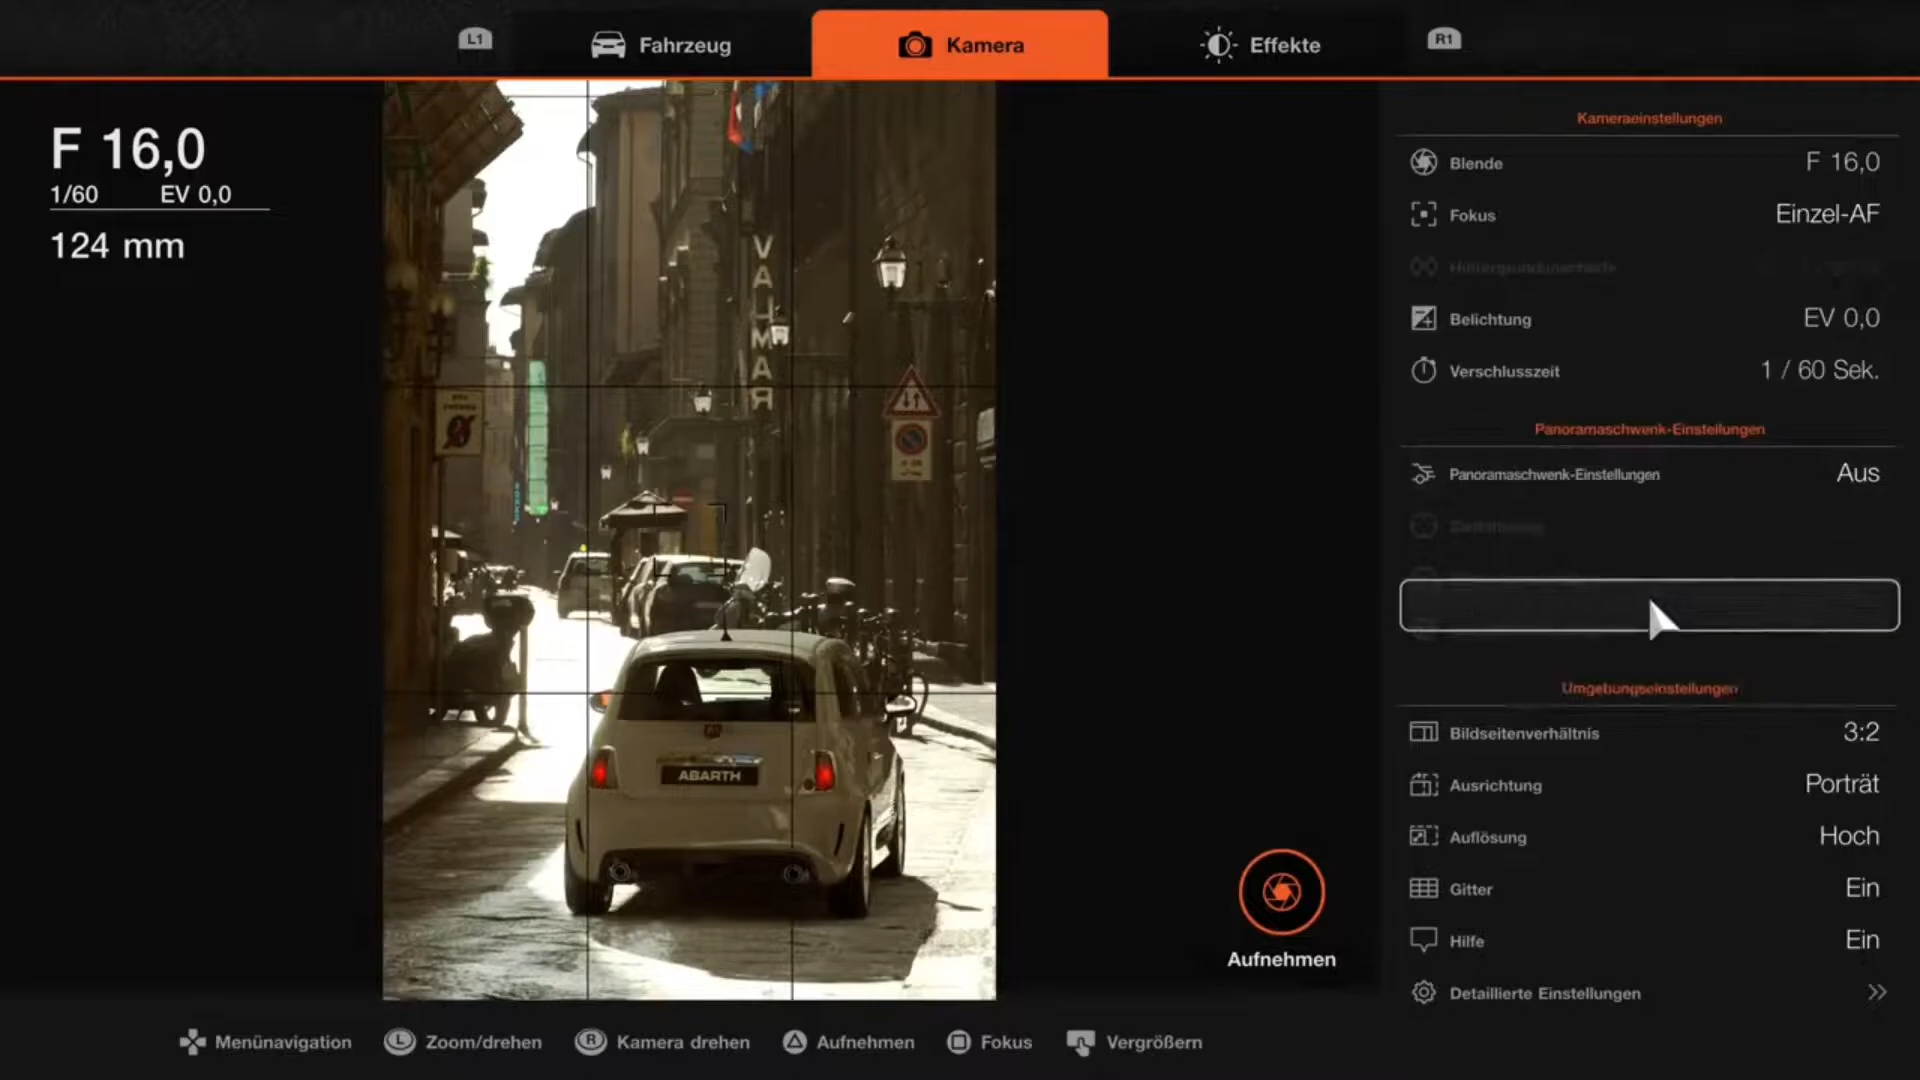 L1
Fahrzeug
Kamera
Effekte
R1
F 16,0
1/60 EV 0,0
124 mm
Kameraeinstellungen
Blende F 16,0
Fokus Einzel-AF
Belichtung EV 0,0
Verschlusszeit 1 / 60 Sek.
Panoramaschwenk-Einstellungen
Panoramaschwenk-Einstellungen Aus
Umgebungseinstellungen
Bildseitenverhältnis 3:2
Ausrichtung Porträt
Auflösung Hoch
Gitter Ein
Hilfe Ein
Detaillierte Einstellungen
VALMAR
ABARTH
Aufnehmen
Menünavigation
L Zoom/drehen
R Kamera drehen
Aufnehmen
Fokus
Vergrößern